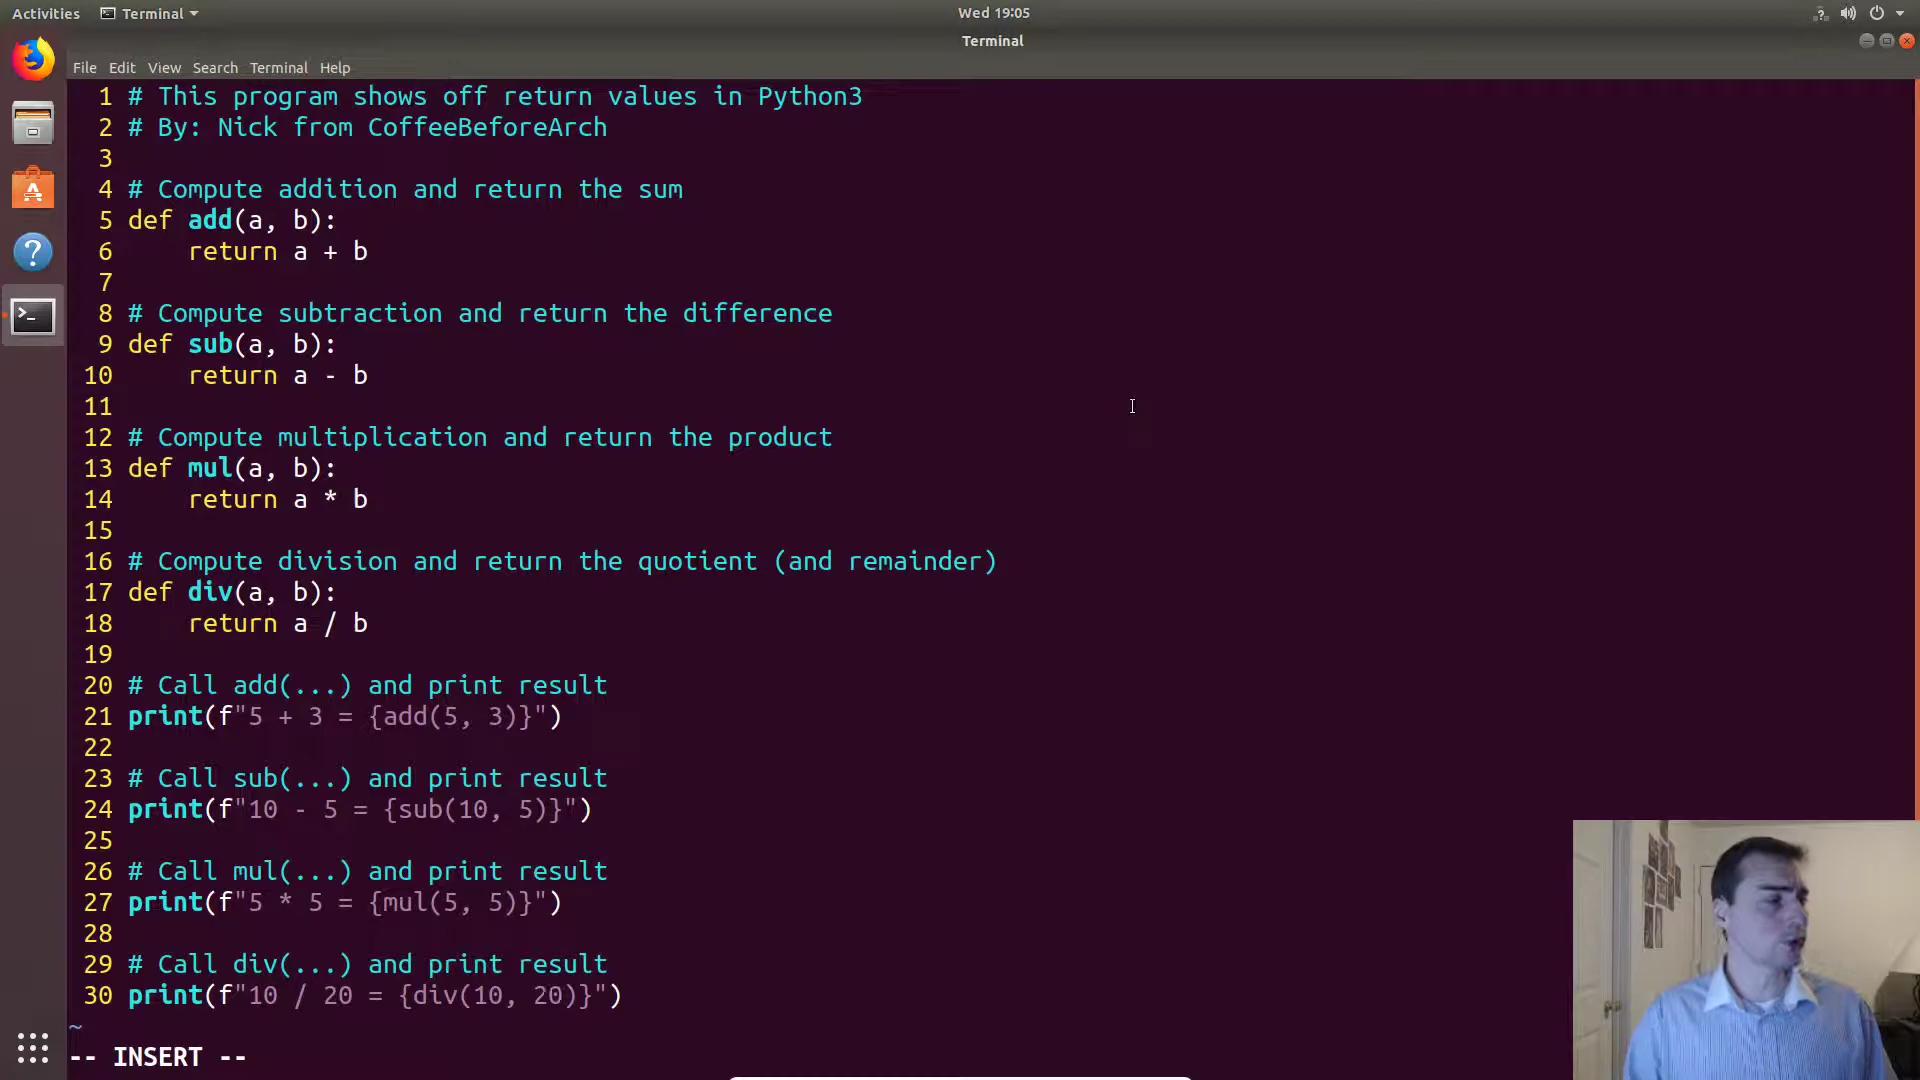 Activities Terminal Wed 19:05
Terminal
File Edit View Search Terminal Help
1 # This program shows off return values in Python3
2 # By: Nick from CoffeeBeforeArch
3
4 # Compute addition and return the sum
5 def add(a, b):
6     return a + b
7
8 # Compute subtraction and return the difference
9 def sub(a, b):
10     return a - b
11
12 # Compute multiplication and return the product
13 def mul(a, b):
14     return a * b
15
16 # Compute division and return the quotient (and remainder)
17 def div(a, b):
18     return a / b
19
20 # Call add(...) and print result
21 print(f"5 + 3 = {add(5, 3)}")
22
23 # Call sub(...) and print result
24 print(f"10 - 5 = {sub(10, 5)}")
25
26 # Call mul(...) and print result
27 print(f"5 * 5 = {mul(5, 5)}")
28
29 # Call div(...) and print result
30 print(f"10 / 20 = {div(10, 20)}")
~
-- INSERT --